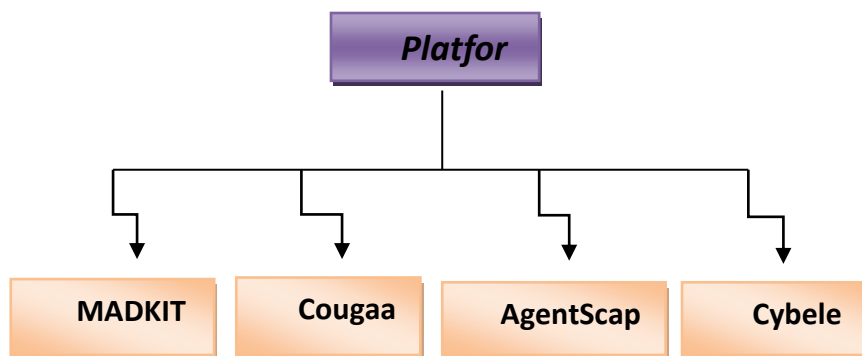 Platfor
MADKIT
Cougaa
AgentScap
Cybele